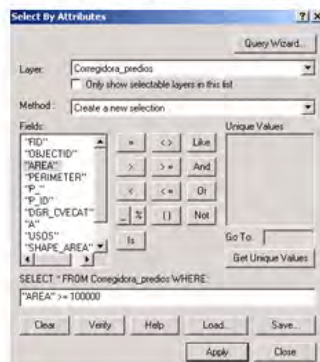 Select By Attributes
Query Wizard...
Layer: Corregidora_predios
Only show selectable layers in this list
Method: Create a new selection
Fields: Unique Values
"FID"
"OBJECTID"
"AREA"
"PERIMETER"
"P_"
"P_ID"
"DGR_CVECAT"
"A"
"USOS"
"SHAPE_AREA"
= <> Like
> >= And
< <= Or
_ % () Not
Is
Go To:
Get Unique Values
SELECT * FROM Corregidora_predios WHERE:
"AREA" >= 100000
Clear Verify Help Load... Save...
Apply Close